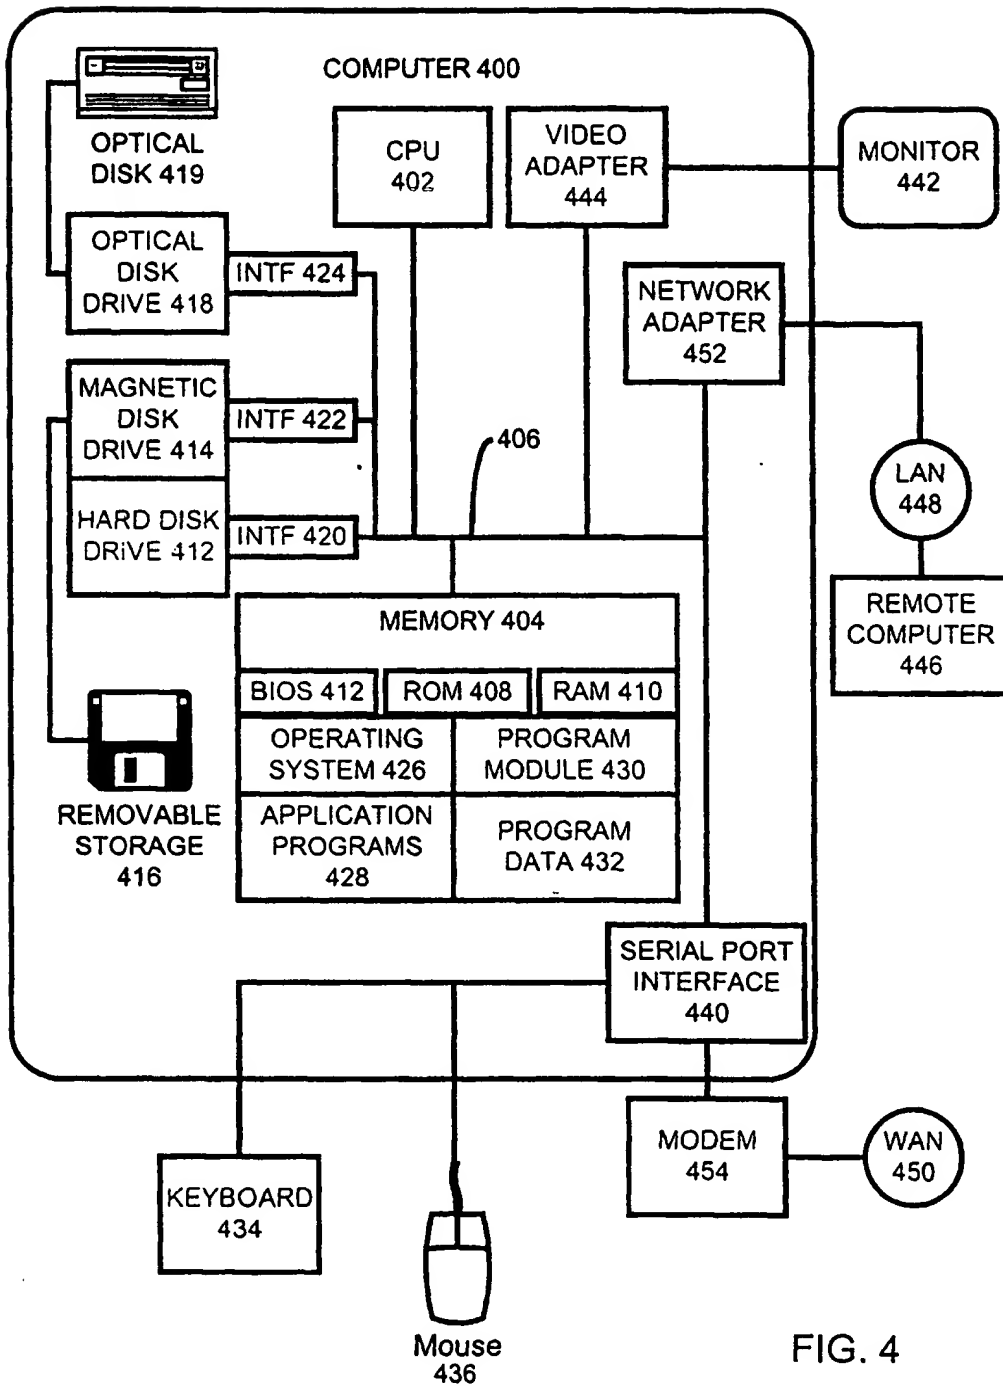 COMPUTER 400
OPTICAL
DISK 419
CPU
402
VIDEO
ADAPTER
444
MONITOR
442
OPTICAL
DISK
DRIVE 418
INTF 424
NETWORK
ADAPTER
452
MAGNETIC
DISK
DRIVE 414
INTF 422
406
LAN
448
HARD DISK
DRIVE 412
INTF 420
REMOTE
COMPUTER
446
MEMORY 404
BIOS 412
ROM 408
RAM 410
OPERATING
SYSTEM 426
PROGRAM
MODULE 430
REMOVABLE
STORAGE
416
APPLICATION
PROGRAMS
428
PROGRAM
DATA 432
SERIAL PORT
INTERFACE
440
MODEM
454
WAN
450
KEYBOARD
434
Mouse
436
FIG. 4